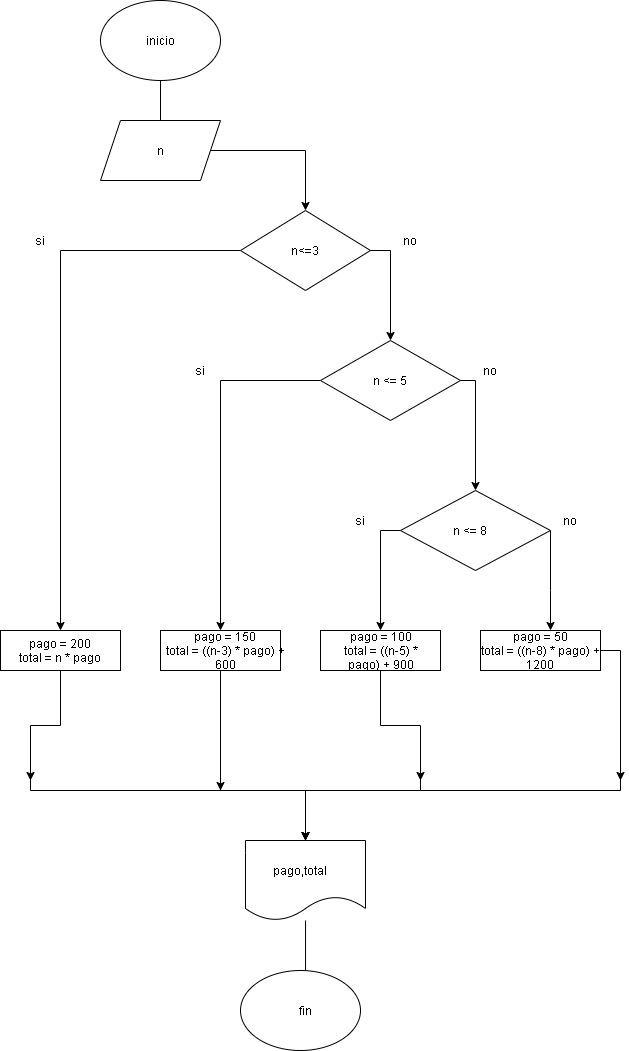 inicio
n
n<=3
si
no
n <= 5
si
no
n <= 8
si
no
pago = 200
total = n * pago
pago = 150
total = ((n-3) * pago) +
600
pago = 100
total = ((n-5) *
pago) + 900
pago = 50
total = ((n-8) * pago) +
1200
pago,total
fin